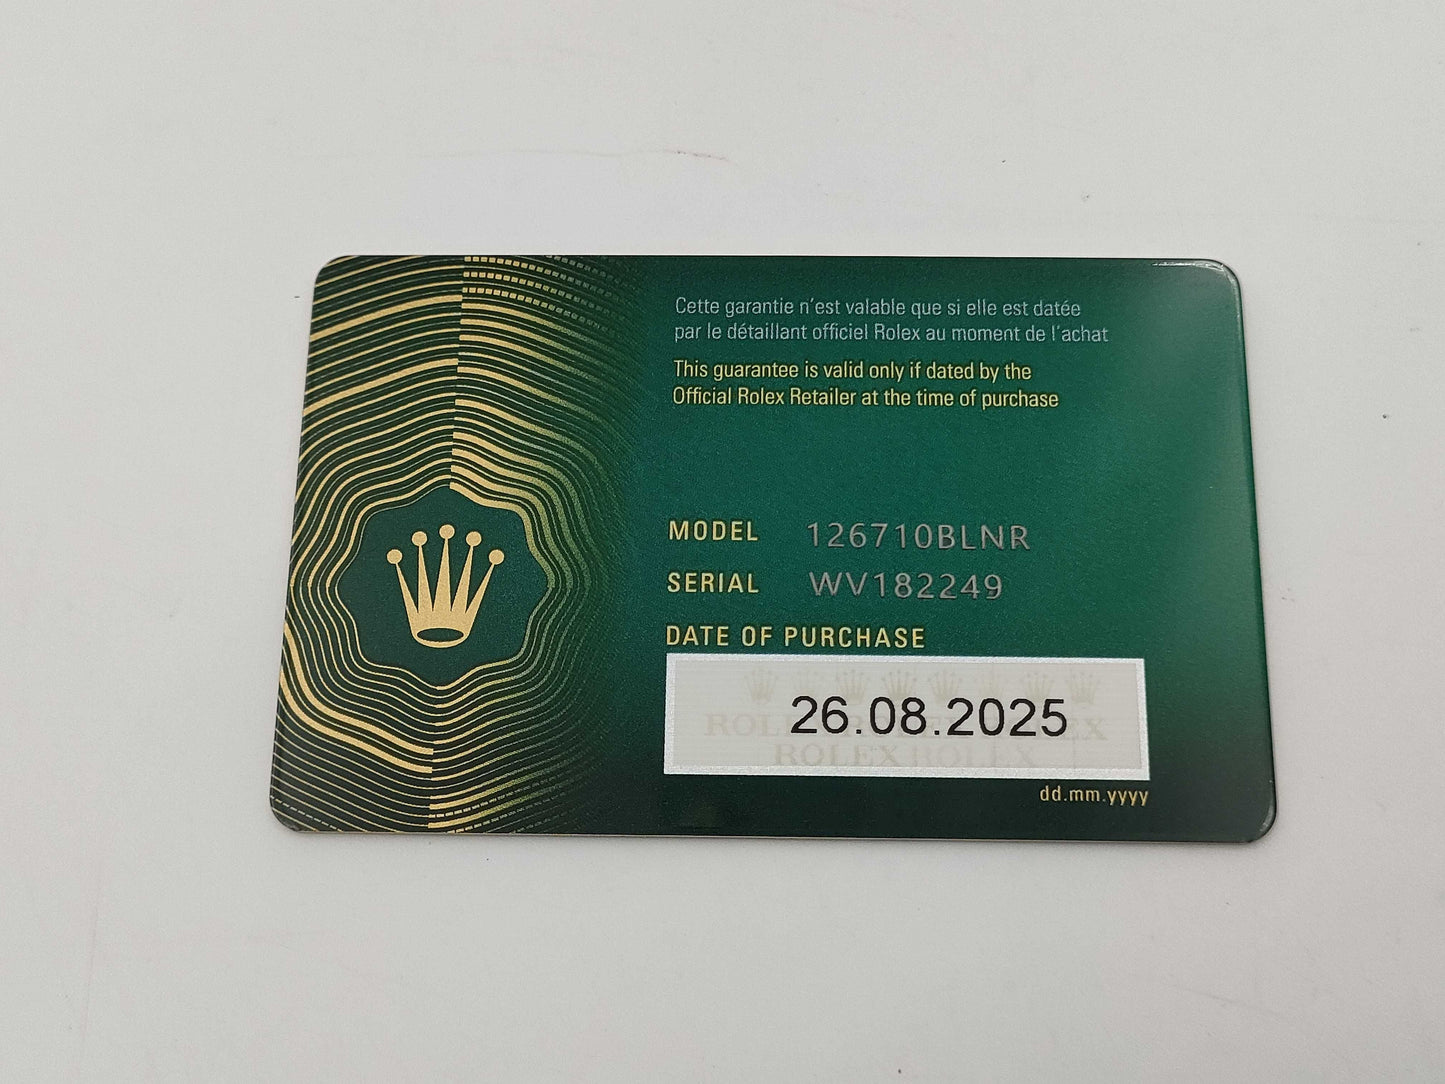 Cette garantie n'est valable que si elle est datée
par le détaillant officiel Rolex au moment de l'achat
This guarantee is valid only if dated by the
Official Rolex Retailer at the time of purchase
MODEL 126710BLNR
SERIAL WV182249
DATE OF PURCHASE
26.08.2025
ROLEX ROLEX
dd.mm.yyyy